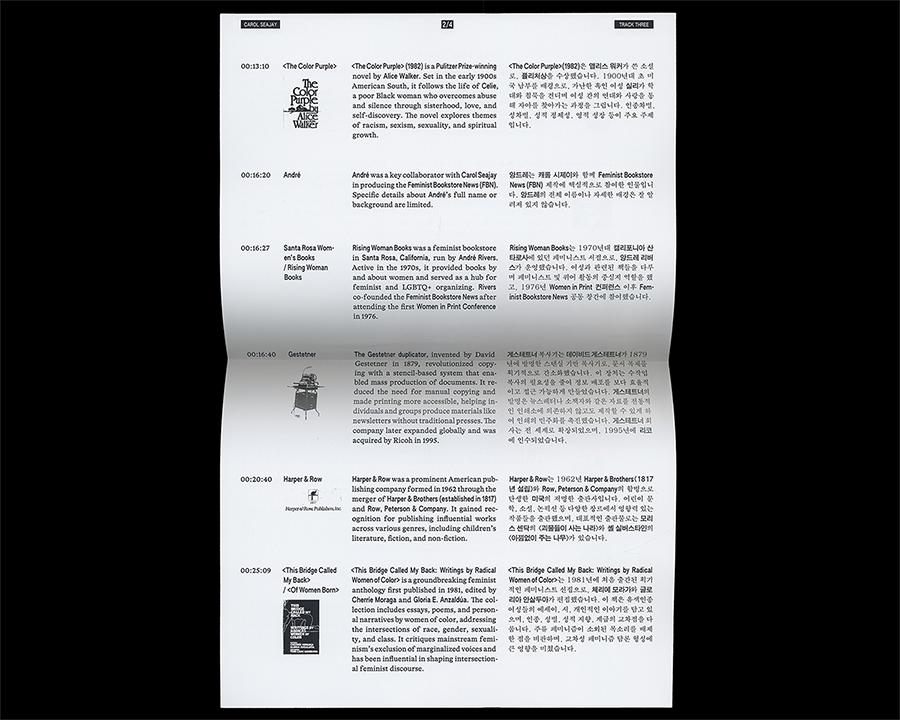 CAROL SEAJAY
2/4
TRACK THREE
00:13:10
<The Color Purple>
The
Color
Purple
by
Alice
Walker
<The Color Purple> (1982) is a Pulitzer Prize-winning
novel by Alice Walker. Set in the early 1900s
American South, it follows the life of Celie,
a poor Black woman who overcomes abuse
and silence through sisterhood, love, and
self-discovery. The novel explores themes
of racism, sexism, sexuality, and spiritual
growth.
<The Color Purple>(1982)은 앨리스 워커가 쓴 소설
로, 퓰리처상을 수상했습니다. 1900년대 초 미
국 남부를 배경으로, 가난한 흑인 여성 실리가 학
대와 침묵을 견디며 여성 간의 연대와 사랑을 통
해 자아를 찾아가는 과정을 그립니다. 인종차별,
성차별, 성적 정체성, 영적 성장 등이 주요 주제
입니다.
00:16:20
André
André was a key collaborator with Carol Seajay
in producing the Feminist Bookstore News (FBN).
Specific details about André's full name or
background are limited.
앙드레는 캐롤 시제이와 함께 Feminist Bookstore
News (FBN) 제작에 핵심적으로 참여한 인물입니
다. 앙드레의 전체 이름이나 자세한 배경은 잘 알
려져 있지 않습니다.
00:16:27
Santa Rosa Wom-
en's Books
/ Rising Woman
Books
Rising Woman Books was a feminist bookstore
in Santa Rosa, California, run by André Rivers.
Active in the 1970s, it provided books by
and about women and served as a hub for
feminist and LGBTQ+ organizing. Rivers
co-founded the Feminist Bookstore News after
attending the first Women in Print Conference
in 1976.
Rising Woman Books는 1970년대 캘리포니아 산
타로사에 있던 페미니스트 서점으로, 앙드레 리버
스가 운영했습니다. 여성과 관련된 책들을 다루
며 페미니스트 및 퀴어 활동의 중심지 역할을 했
고, 1976년 Women in Print 컨퍼런스 이후 Fem-
inist Bookstore News 공동 창간에 참여했습니다.
00:16:40
Gestetner
The Gestetner duplicator, invented by David
Gestetner in 1879, revolutionized copy-
ing with a stencil-based system that ena-
bled mass production of documents. It re-
duced the need for manual copying and
made printing more accessible, helping in-
dividuals and groups produce materials like
newsletters without traditional presses. The
company later expanded globally and was
acquired by Ricoh in 1995.
게스테트너 복사기는 데이비드 게스테트너가 1879
년에 발명한 스텐실 기반 복사기로, 문서 복제를
획기적으로 간소화했습니다. 이 장치는 수작업
복사의 필요성을 줄여 정보 배포를 보다 효율적
이고 접근 가능하게 만들었습니다. 게스테트너의
발명은 뉴스레터나 소책자와 같은 자료를 전통적
인 인쇄소에 의존하지 않고도 제작할 수 있게 하
여 인쇄의 민주화를 촉진했습니다. 게스테트너 회
사는 전 세계로 확장되었으며, 1995년에 리코
에 인수되었습니다.
00:20:40
Harper & Row
Harper & Row, Publishers, Inc.
Harper & Row was a prominent American pub-
lishing company formed in 1962 through the
merger of Harper & Brothers (established in 1817)
and Row, Peterson & Company. It gained rec-
ognition for publishing influential works
across various genres, including children's
literature, fiction, and non-fiction.
Harper & Row는 1962년 Harper & Brothers(1817
년 설립)와 Row, Peterson & Company의 합병으로
탄생한 미국의 저명한 출판사입니다. 어린이 문
학, 소설, 논픽션 등 다양한 장르에서 영향력 있는
작품들을 출판했으며, 대표적인 출판물로는 모리
스 센닥의 〈괴물들이 사는 나라〉와 셸 실버스타인의
〈아낌없이 주는 나무〉가 있습니다.
00:25:09
<This Bridge Called
My Back>
/ <Of Women Born>
THIS
BRIDGE
CALLED MY
BACK
WRITINGS BY
RADICAL
WOMEN OF
COLOR
<This Bridge Called My Back: Writings by Radical
Women of Color> is a groundbreaking feminist
anthology first published in 1981, edited by
Cherríe Moraga and Gloria E. Anzaldúa. The col-
lection includes essays, poems, and person-
al narratives by women of color, addressing
the intersections of race, gender, sexuali-
ty, and class. It critiques mainstream femi-
nism's exclusion of marginalized voices and
has been influential in shaping intersection-
al feminist discourse.
<This Bridge Called My Back: Writings by Radical
Women of Color>는 1981년에 처음 출간된 획기
적인 페미니스트 선집으로, 체리에 모라가와 글로
리아 안살두아가 편집했습니다. 이 책은 유색인종
여성들의 에세이, 시, 개인적인 이야기를 담고 있
으며, 인종, 성별, 성적 지향, 계급의 교차점을 다
룹니다. 주류 페미니즘이 소외된 목소리를 배제
한 점을 비판하며, 교차성 페미니즘 담론 형성에
큰 영향을 미쳤습니다.